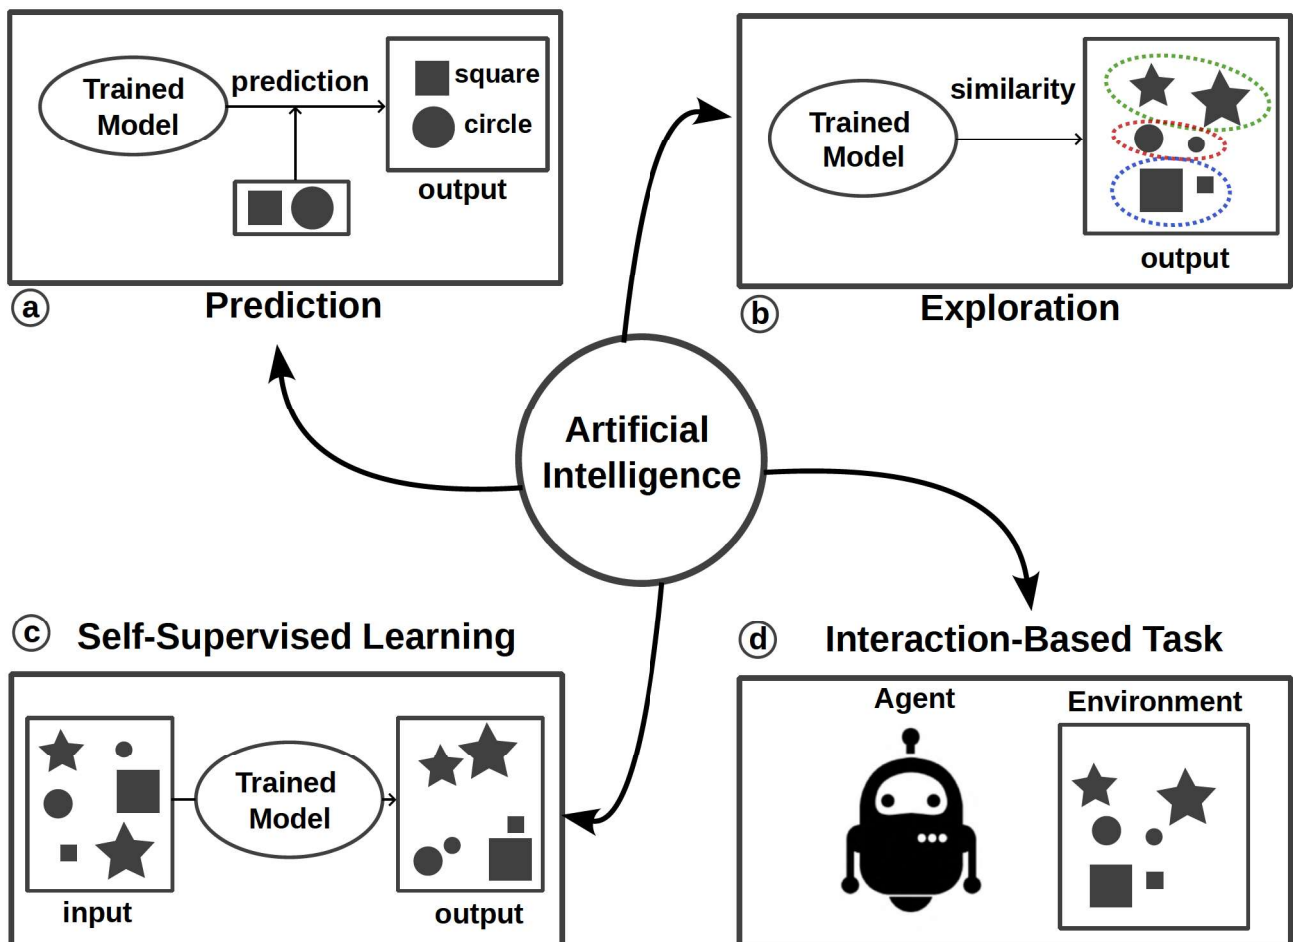 Trained
Model
prediction
square
circle
output
a
Prediction
Trained
Model
similarity
output
b
Exploration
Artificial
Intelligence
c
Self-Supervised Learning
Trained
Model
input
output
d
Interaction-Based Task
Agent
Environment